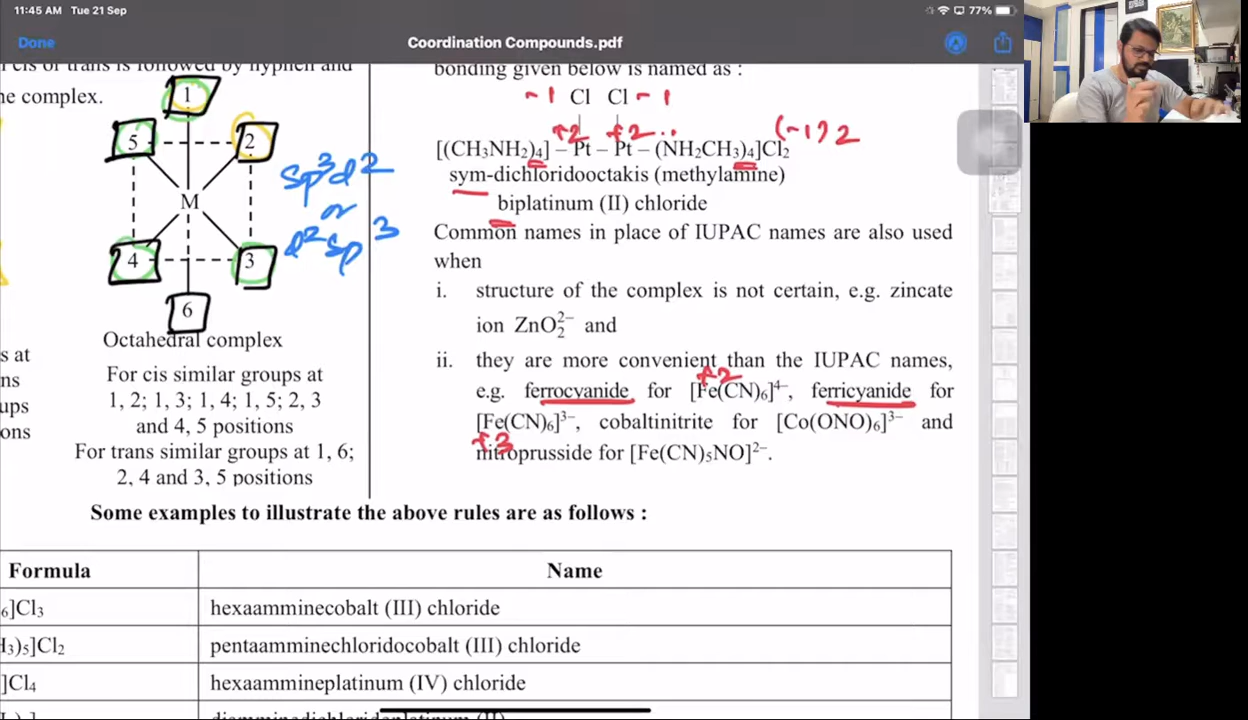 11:45 AM Tue 21 Sep
77%
Done
Coordination Compounds.pdf
cis or trans is followed by hyphen and
he complex.
1
5
2
M
4
3
6
sp³d²
or
d²sp³
Octahedral complex
s at
ns
ups
ons
For cis similar groups at
1, 2; 1, 3; 1, 4; 1, 5; 2, 3
and 4, 5 positions
For trans similar groups at 1, 6;
2, 4 and 3, 5 positions
bonding given below is named as :
-1 Cl Cl -1
+2 +2 (-1)2
[(CH₃NH₂)₄] – Pt – Pt – (NH₂CH₃)₄]Cl₂
sym-dichloridooctakis (methylamine)
biplatinum (II) chloride
Common names in place of IUPAC names are also used
when
i. structure of the complex is not certain, e.g. zincate
ion ZnO₂²⁻ and
ii. they are more convenient than the IUPAC names,
+2
e.g. ferrocyanide for [Fe(CN)₆]⁴⁻, ferricyanide for
[Fe(CN)₆]³⁻, cobaltinitrite for [Co(ONO)₆]³⁻ and
+3
nitroprusside for [Fe(CN)₅NO]²⁻.
Some examples to illustrate the above rules are as follows :
Formula Name
₆]Cl₃ hexaamminecobalt (III) chloride
H₃)₅]Cl₂ pentaamminechloridocobalt (III) chloride
]Cl₄ hexaammineplatinum (IV) chloride
diamminedichloridoplatinum (II)